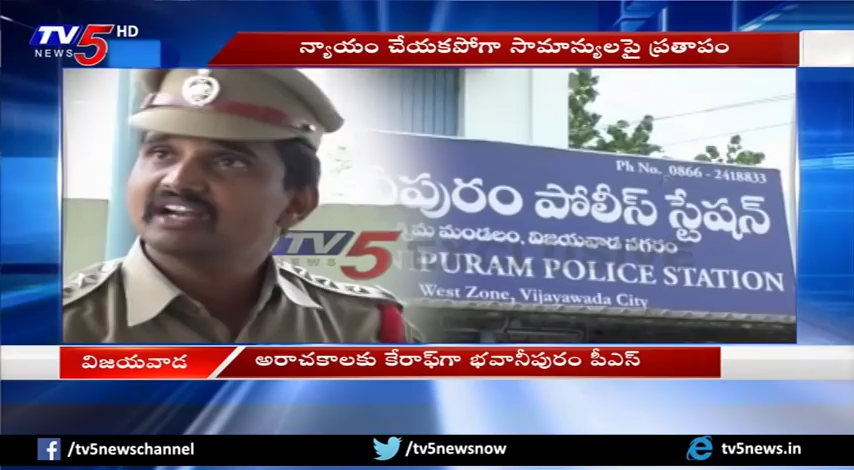 TV5 HD
NEWS
న్యాయం చేయకపోగా సామాన్యులపై ప్రతాపం
Ph No. 0866 - 2418833
పురం పోలీస్ స్టేషన్
మండలం, విజయవాడ నగరం
PURAM POLICE STATION
West Zone, Vijayawada City
TV5
విజయవాడ
అరాచకాలకు కేరాఫ్‌గా భవానీపురం పీఎస్
/tv5newschannel
/tv5newsnow
tv5news.in